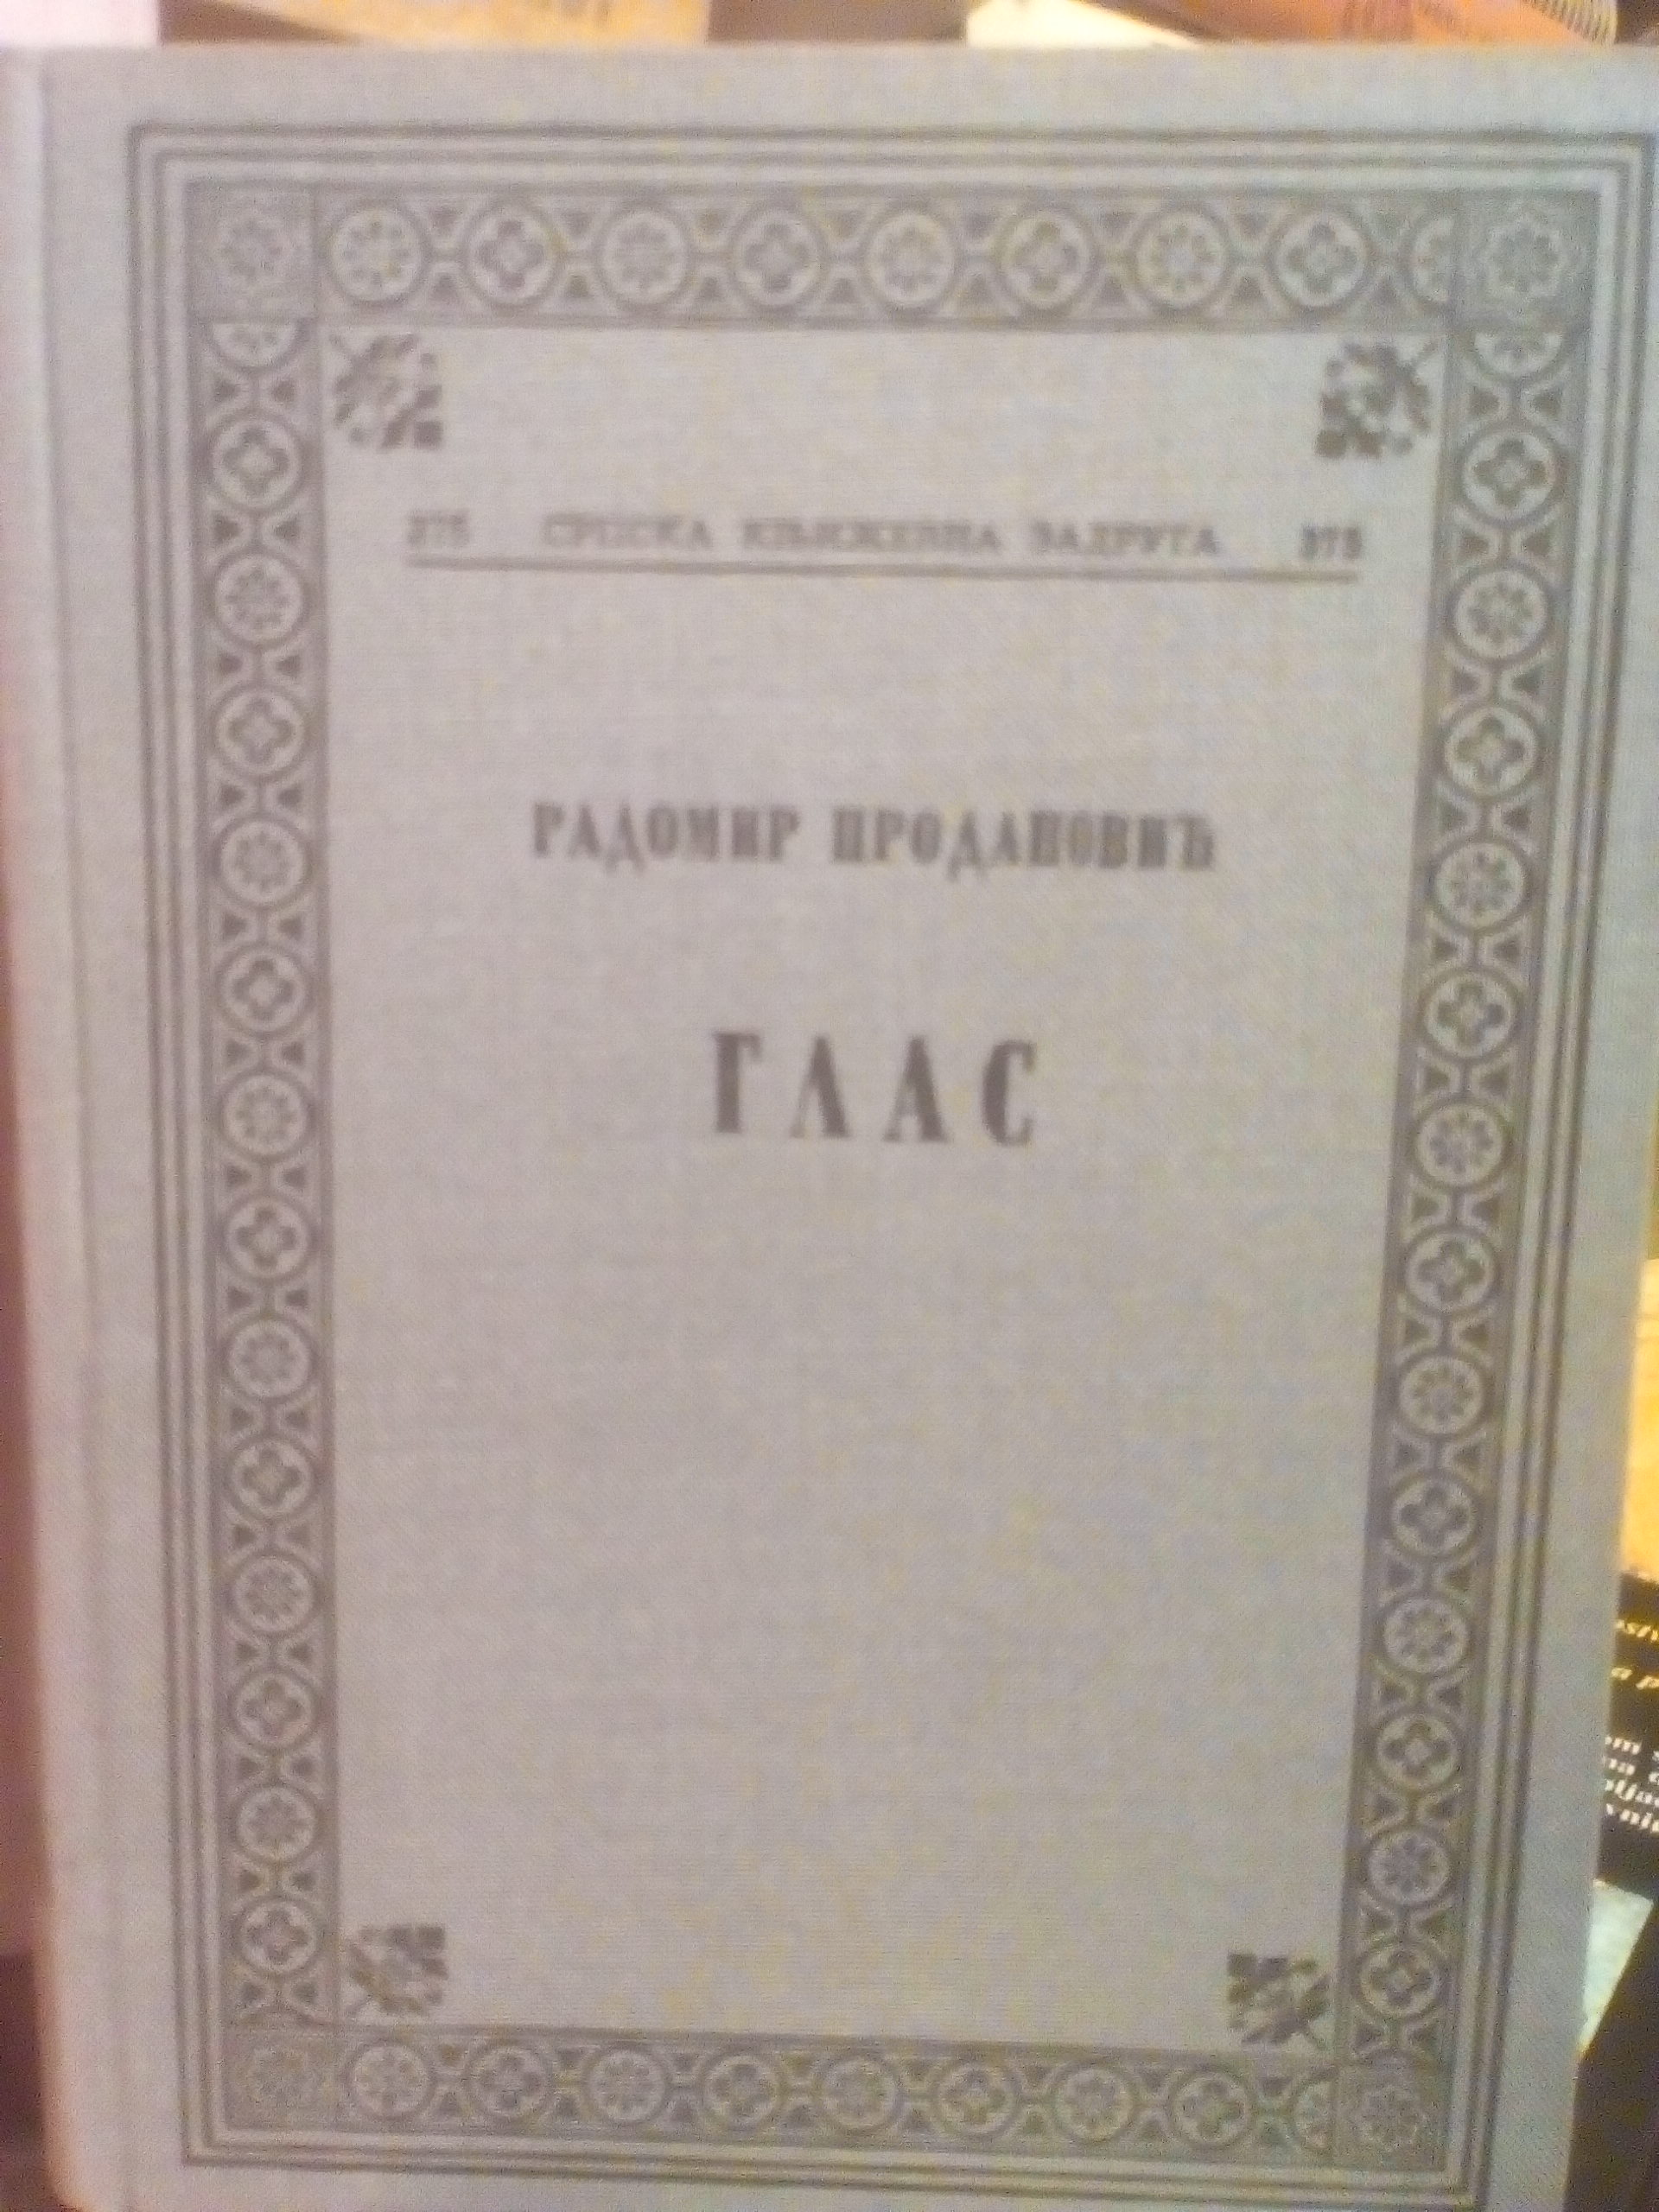 375 СРПСКА КЊИЖЕВНА ЗАДРУГА 375
РАДОМИР ПРОДАНОВИЋ
ГЛАС